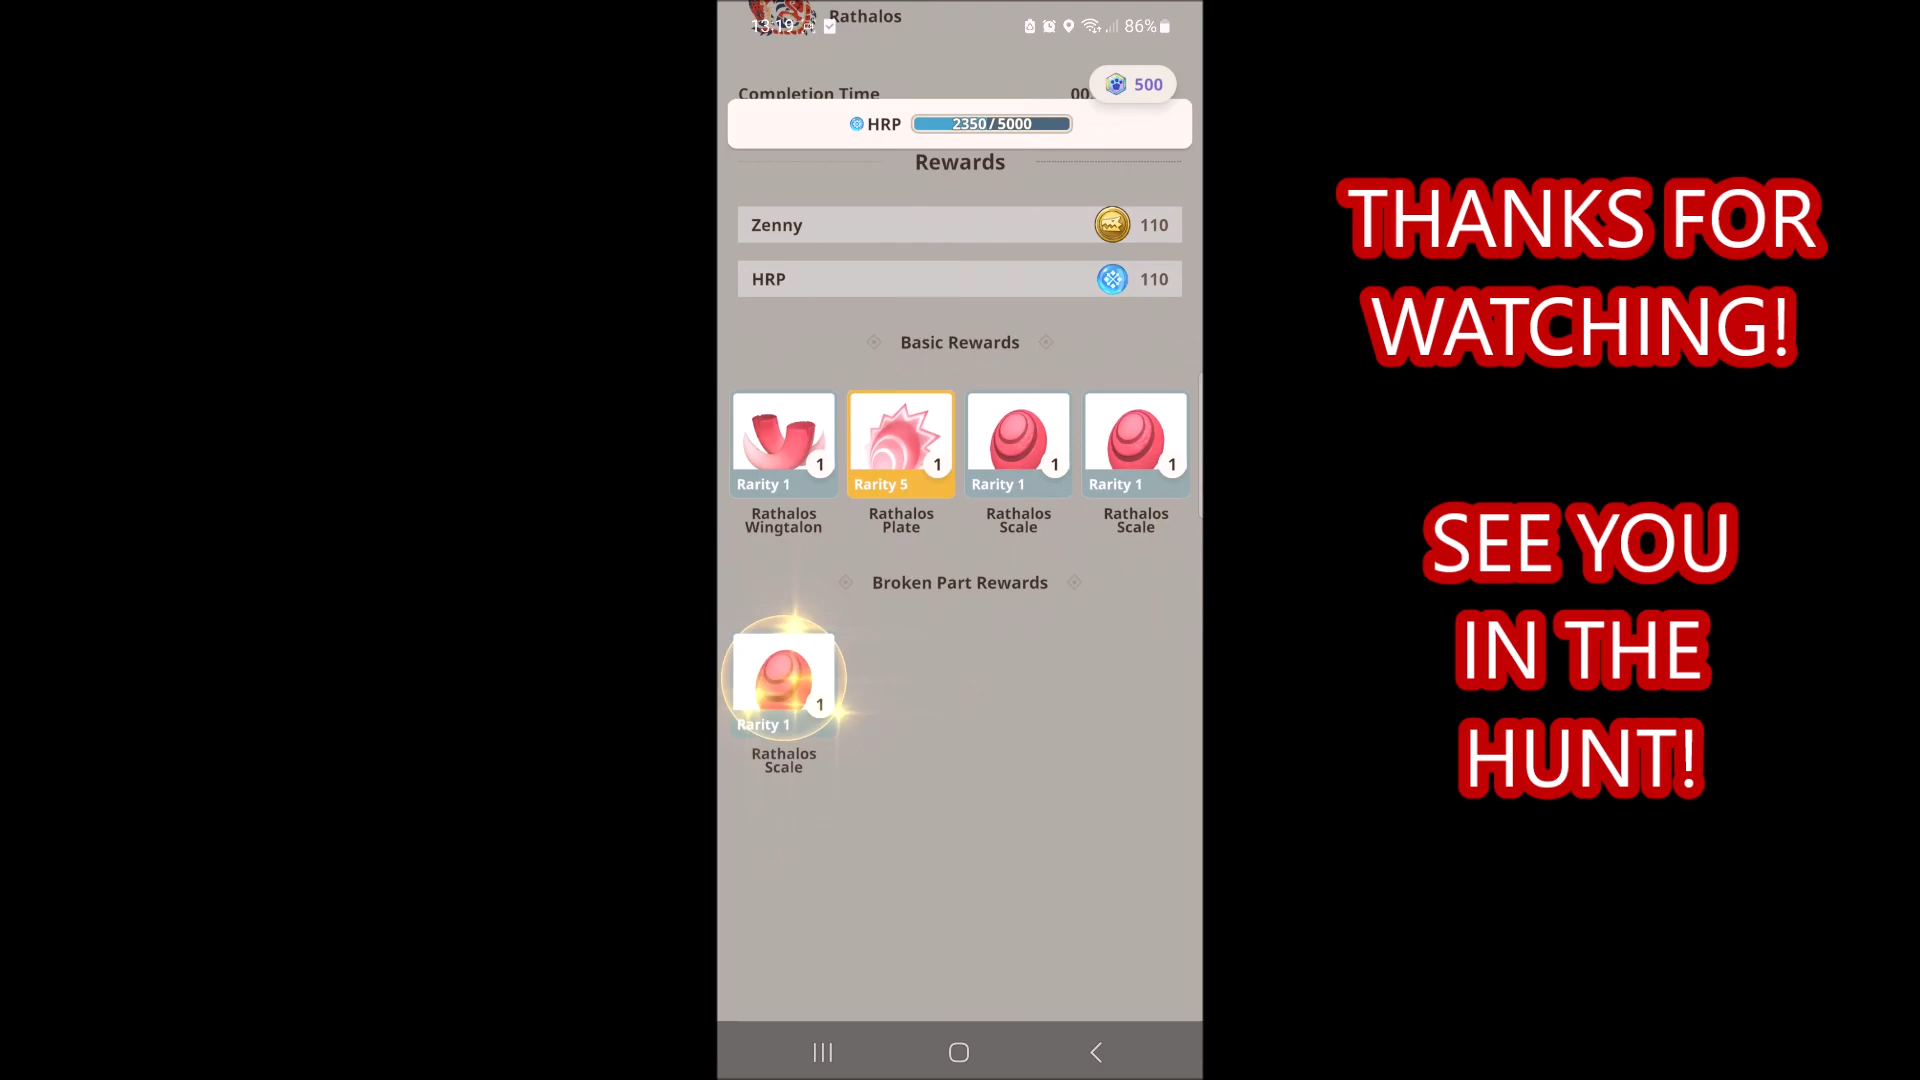 Rathalos
13:19
86%
500
Completion Time 00
HRP 2350/5000
Rewards
Zenny 110
HRP 110
Basic Rewards
1 1 1 1
Rarity 1 Rarity 5 Rarity 1 Rarity 1
Rathalos Rathalos Rathalos Rathalos
Wingtalon Plate Scale Scale
Broken Part Rewards
1
Rarity 1
Rathalos
Scale
THANKS FOR
WATCHING!
SEE YOU
IN THE
HUNT!